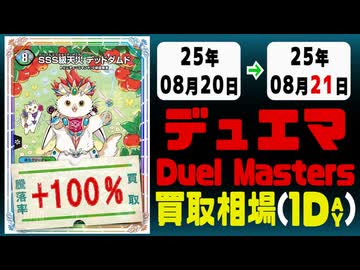 8
SSS級天災 デッドダムド
騰落率
+100%
買取
25年
08月20日
25年
08月21日
デュエマ
Duel Masters
買取相場(1DAY)